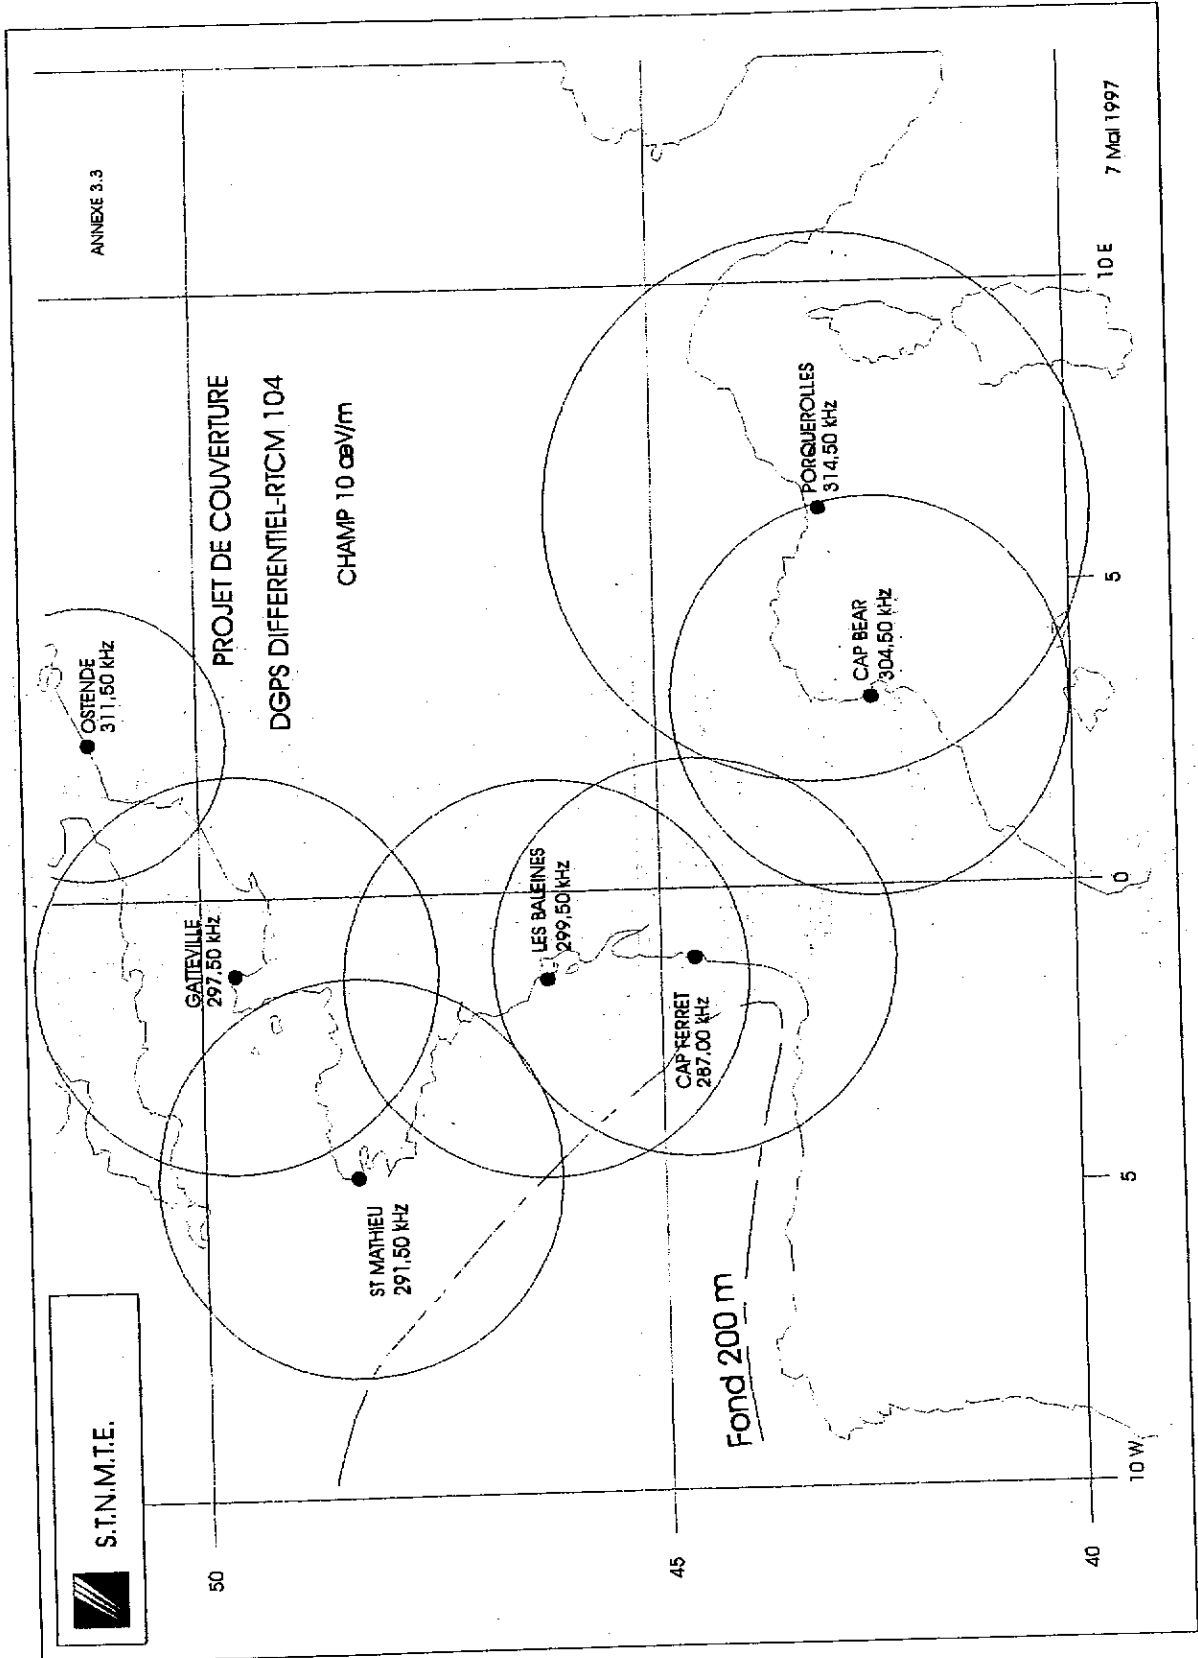 S.T.N.M.T.E.
ANNEXE 3.3
PROJET DE COUVERTURE
DGPS DIFFERENTIEL-RTCM 104
CHAMP 10 œV/m
OSTENDE
311,50 kHz
GATTEVILLE
297,50 kHz
ST MATHIEU
291,50 kHz
LES BALEINES
299,50 kHz
CAP FERRET
287,00 kHz
CAP BEAR
304,50 kHz
PORQUEROLLES
314,50 kHz
Fond 200 m
50
45
40
10 W
5
0
5
10 E
7 Mai 1997